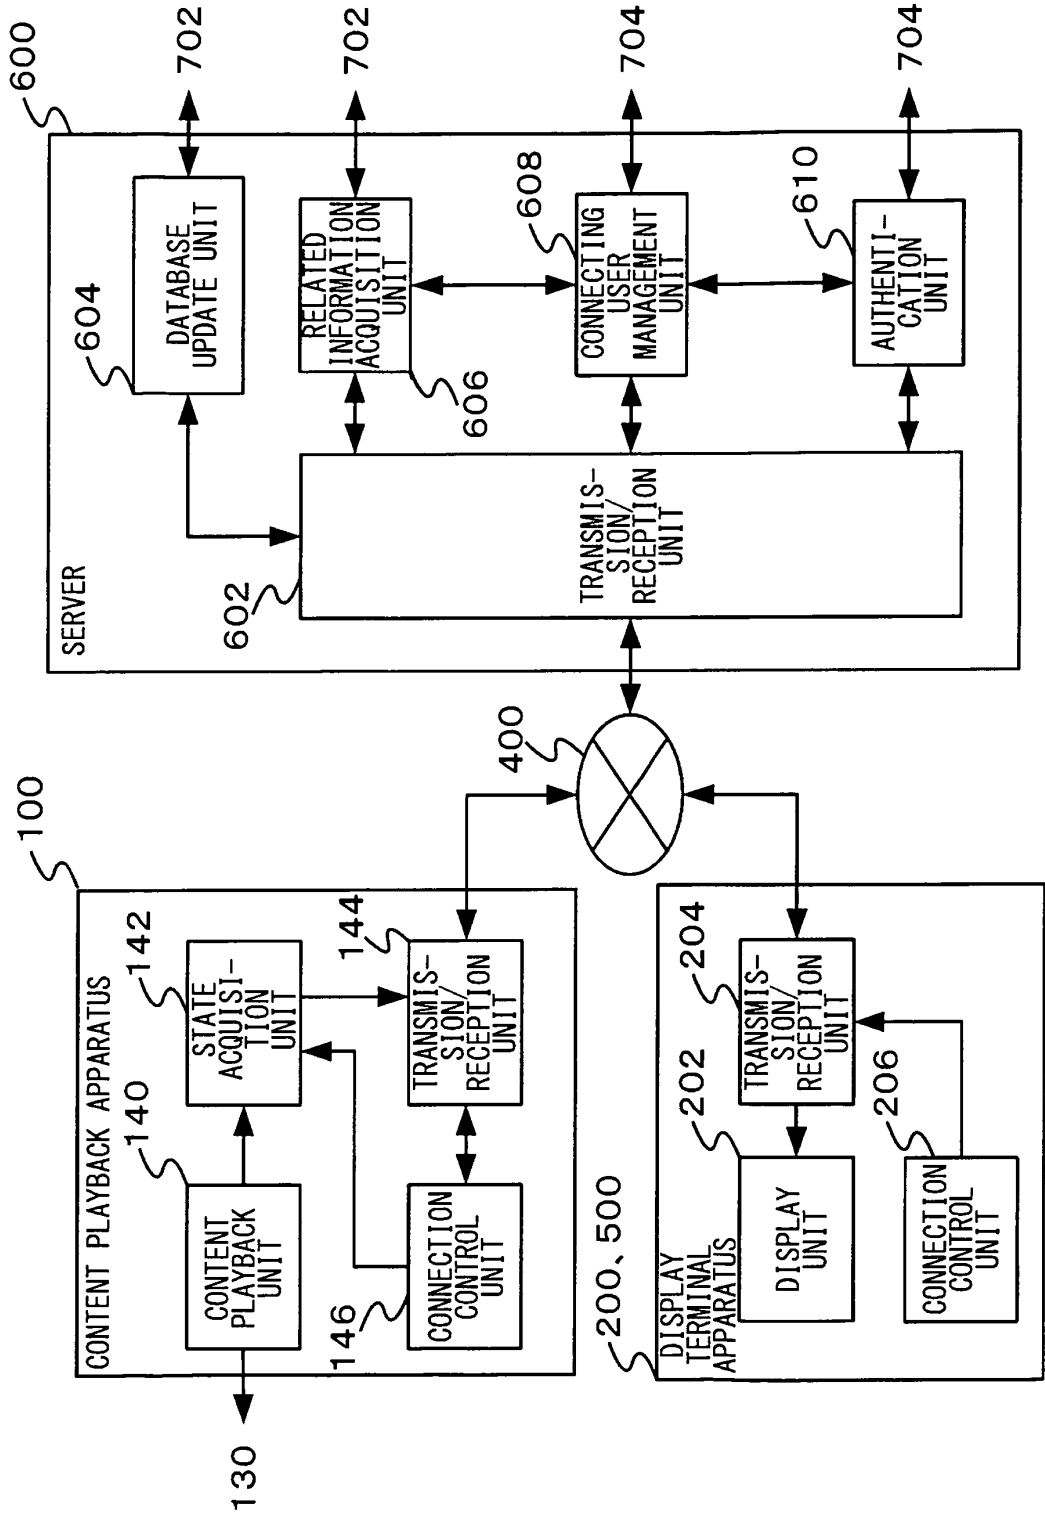 100
CONTENT PLAYBACK APPARATUS
140
142
CONTENT
PLAYBACK
UNIT
STATE
ACQUISI-
TION
UNIT
130
146
144
CONNECTION
CONTROL
UNIT
TRANSMIS-
SION/
RECEPTION
UNIT
400
200、500
DISPLAY
TERMINAL
APPARATUS
202
204
DISPLAY
UNIT
TRANSMIS-
SION/
RECEPTION
UNIT
206
CONNECTION
CONTROL
UNIT
600
SERVER
604
DATABASE
UPDATE UNIT
702
602
TRANSMIS-
SION/
RECEPTION
UNIT
RELATED
INFORMATION
ACQUISITION
UNIT
606
702
608
CONNECTING
USER
MANAGEMENT
UNIT
704
610
AUTHENTI-
CATION
UNIT
704